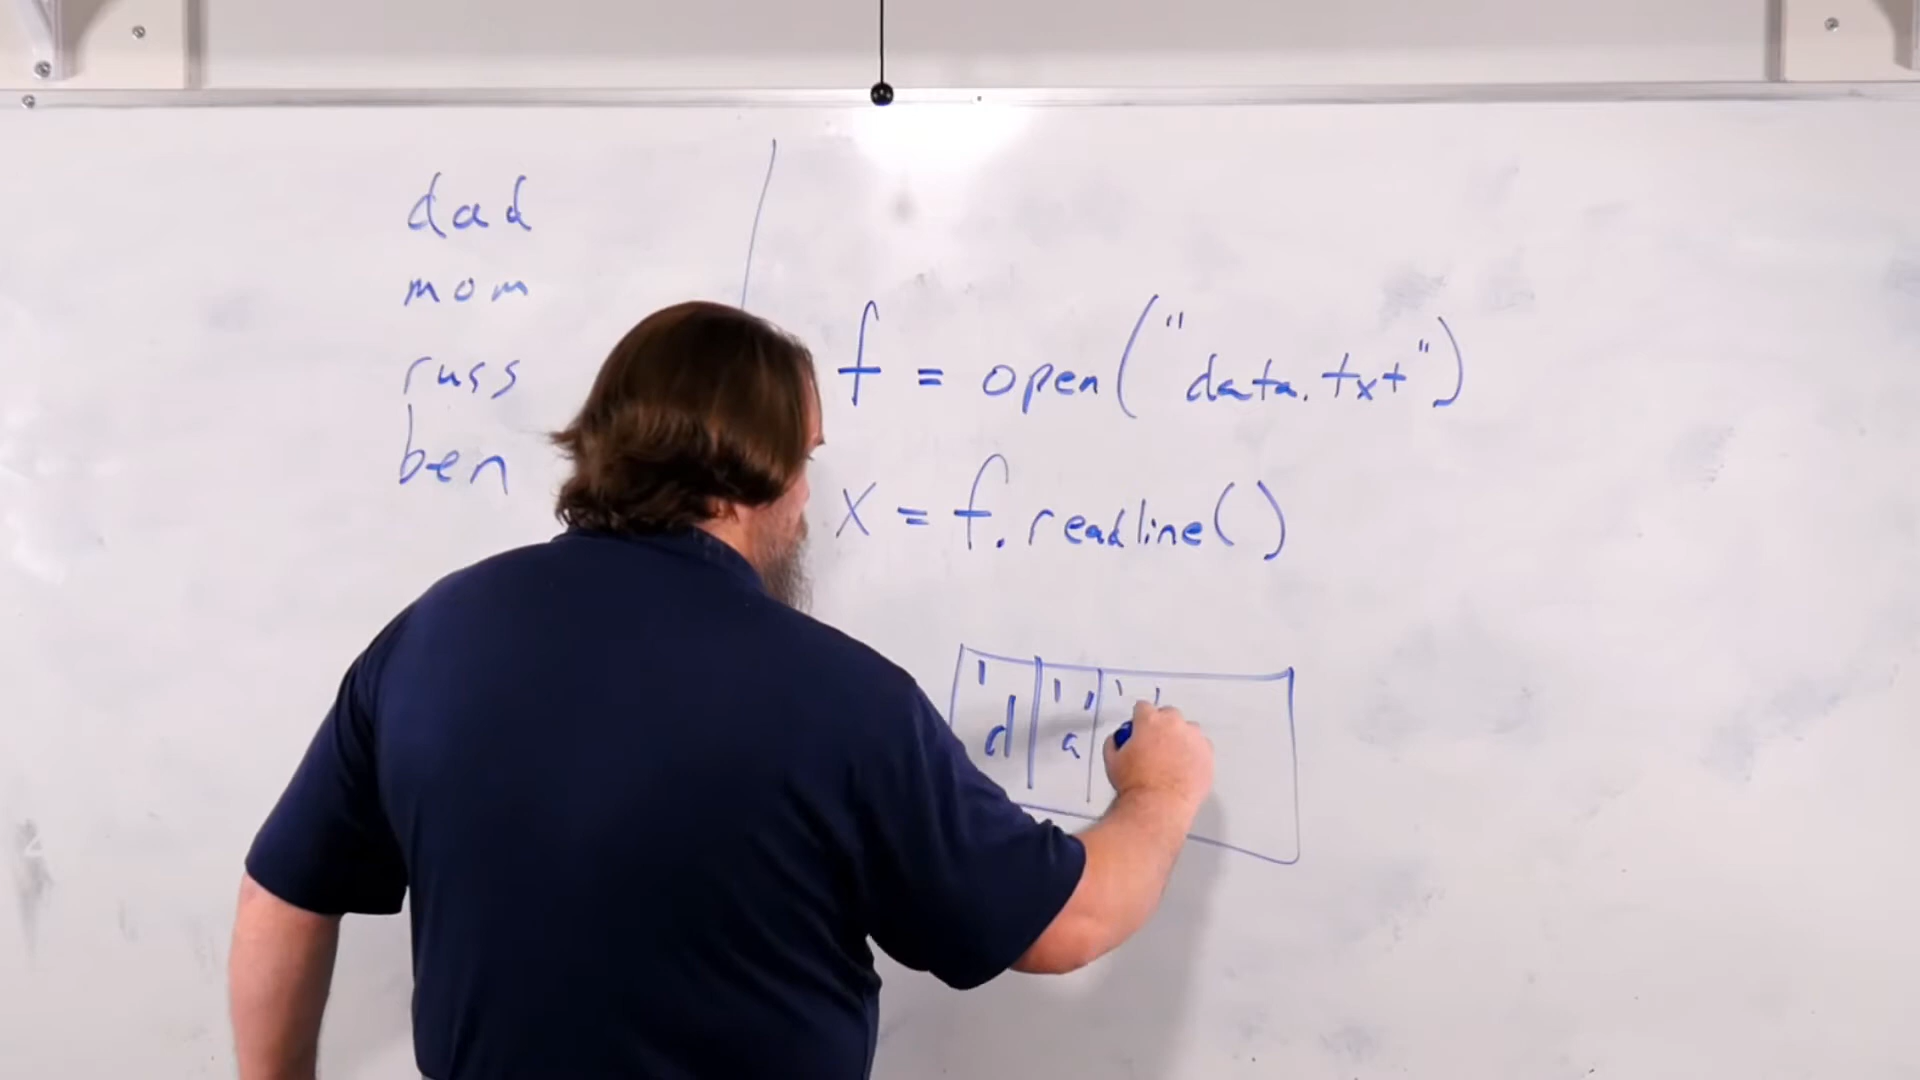 dad
mom
russ
ben
f = open("data.txt")
x = f.readline()
'd 'a' ' '